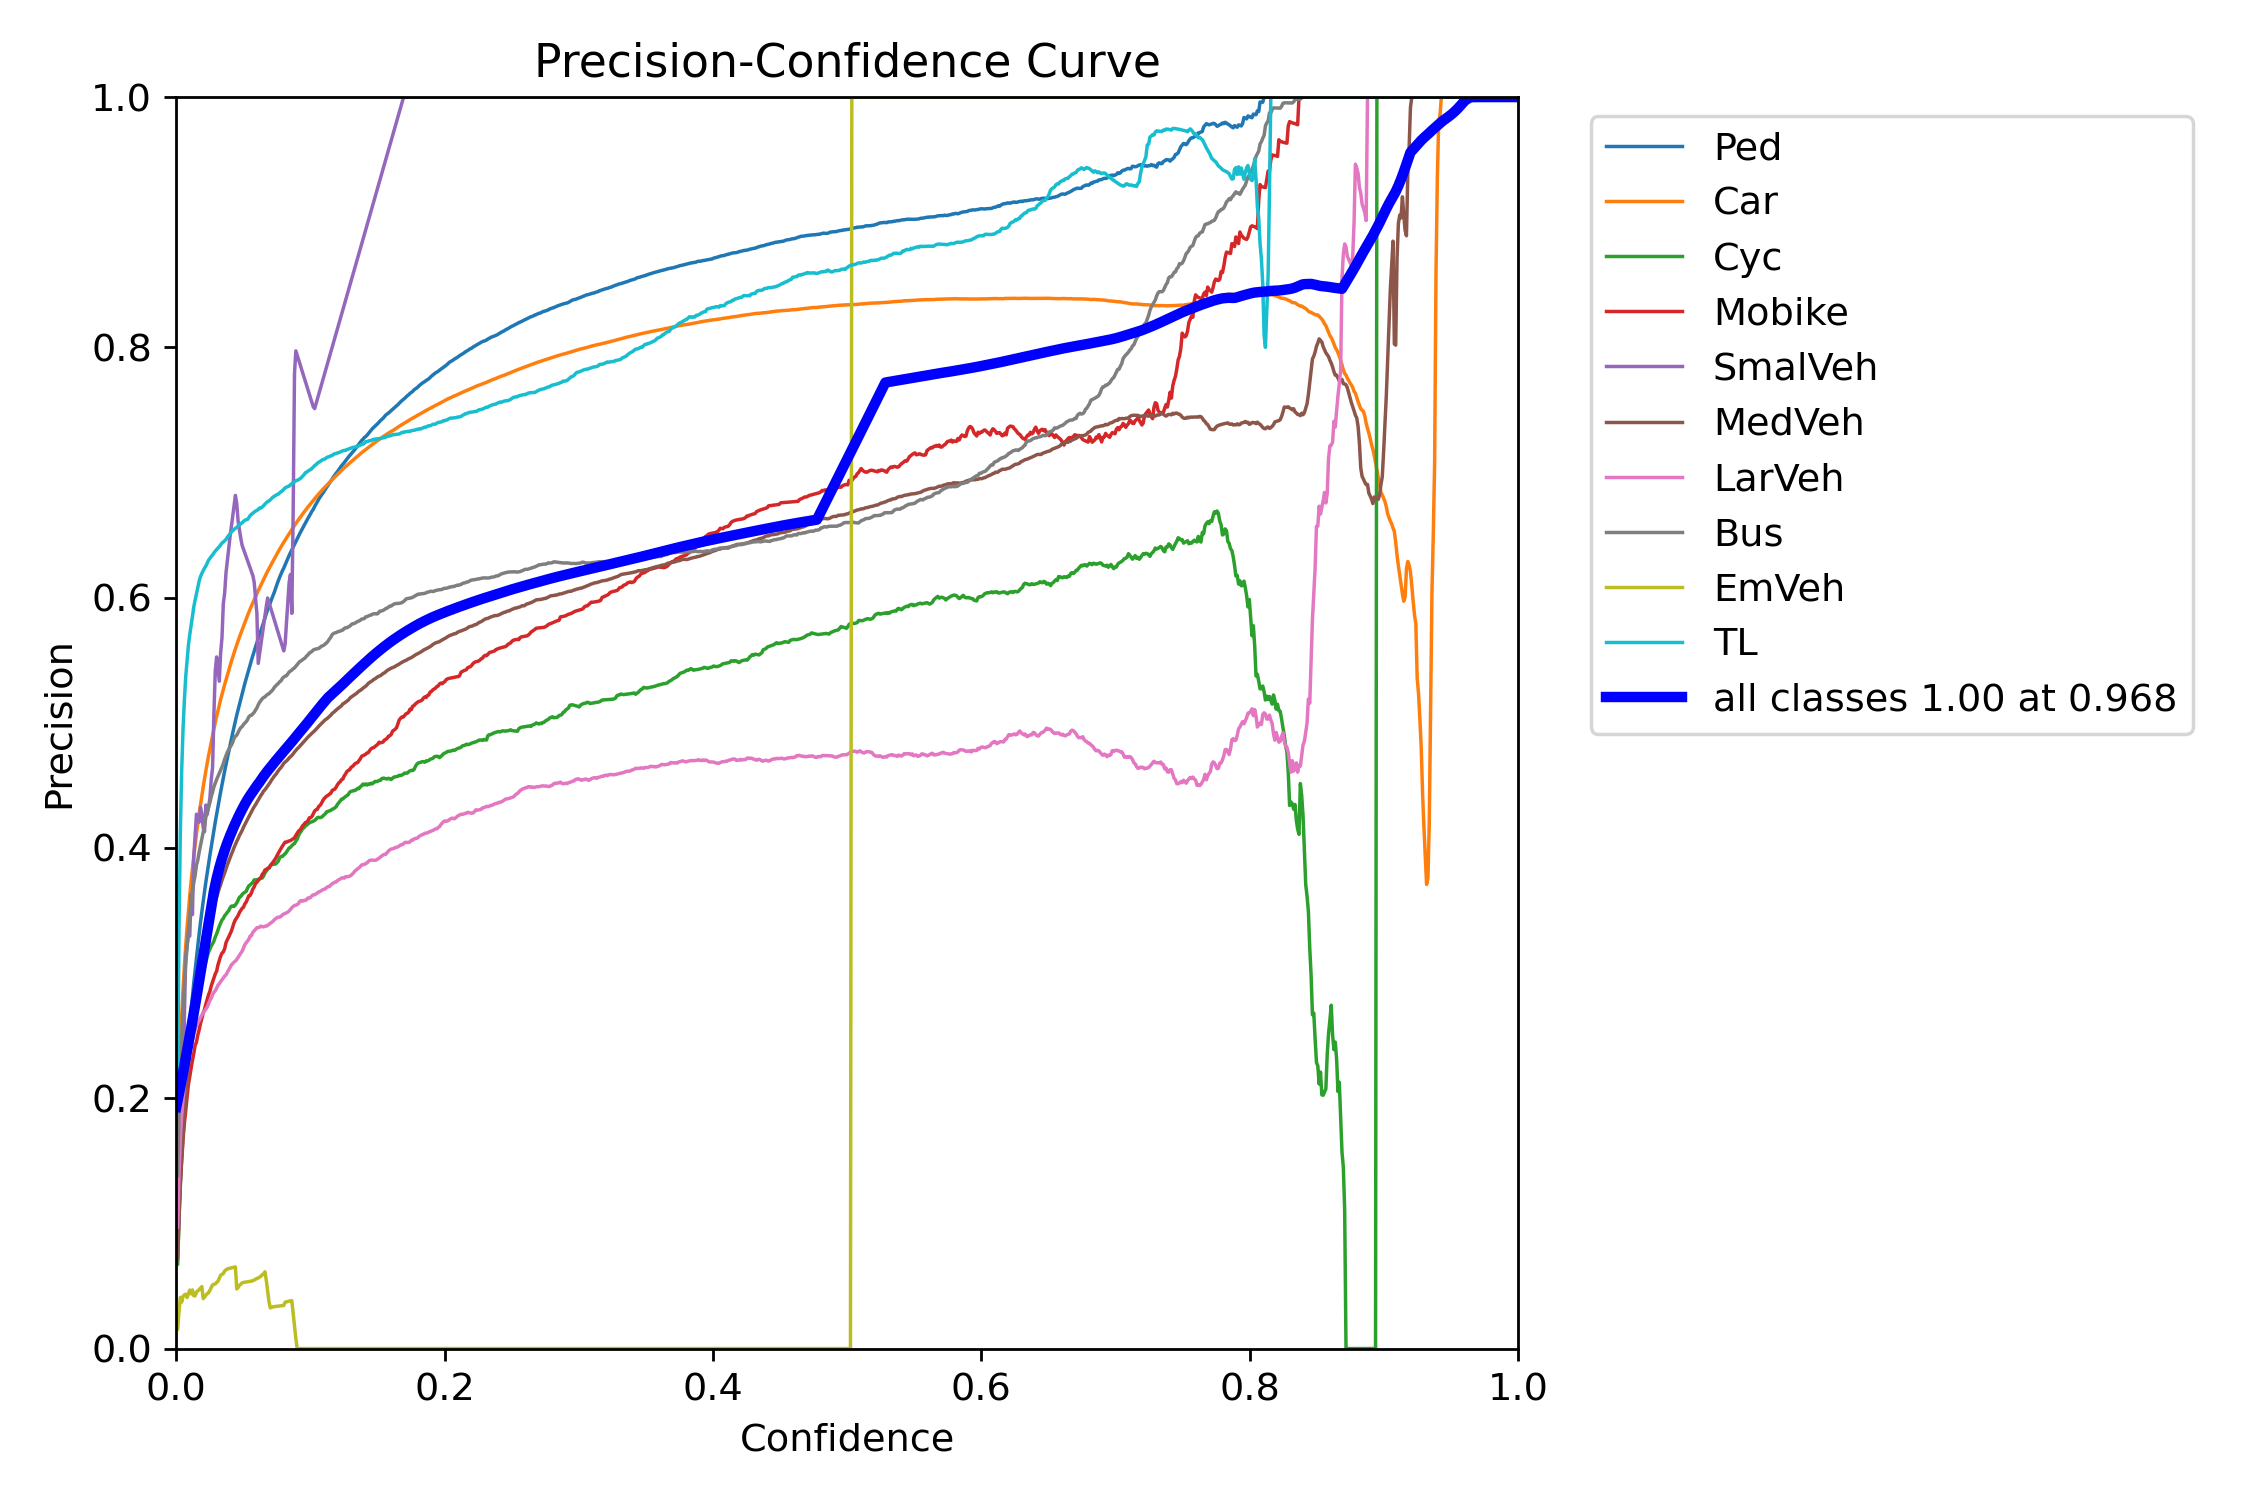 Precision-Confidence Curve
1.0
0.8
0.6
0.4
0.2
0.0
Precision
0.0 0.2 0.4 0.6 0.8 1.0
Confidence
Ped
Car
Cyc
Mobike
SmalVeh
MedVeh
LarVeh
Bus
EmVeh
TL
all classes 1.00 at 0.968